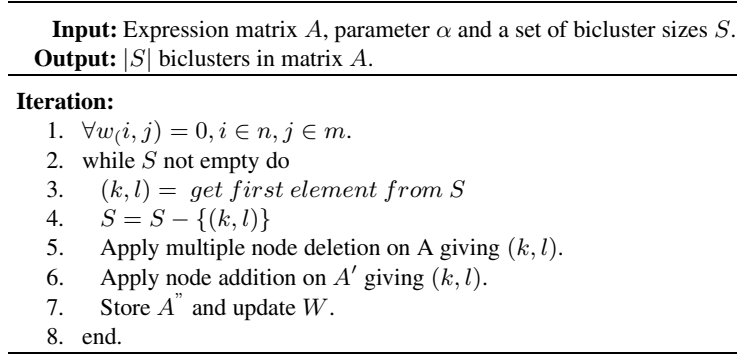 Input: Expression matrix A, parameter α and a set of bicluster sizes S.
Output: |S| biclusters in matrix A.
Iteration:
1. ∀w₍i, j) = 0, i ∈ n, j ∈ m.
2. while S not empty do
3. (k, l) = get first element from S
4. S = S − {(k, l)}
5. Apply multiple node deletion on A giving (k, l).
6. Apply node addition on A′ giving (k, l).
7. Store A” and update W.
8. end.